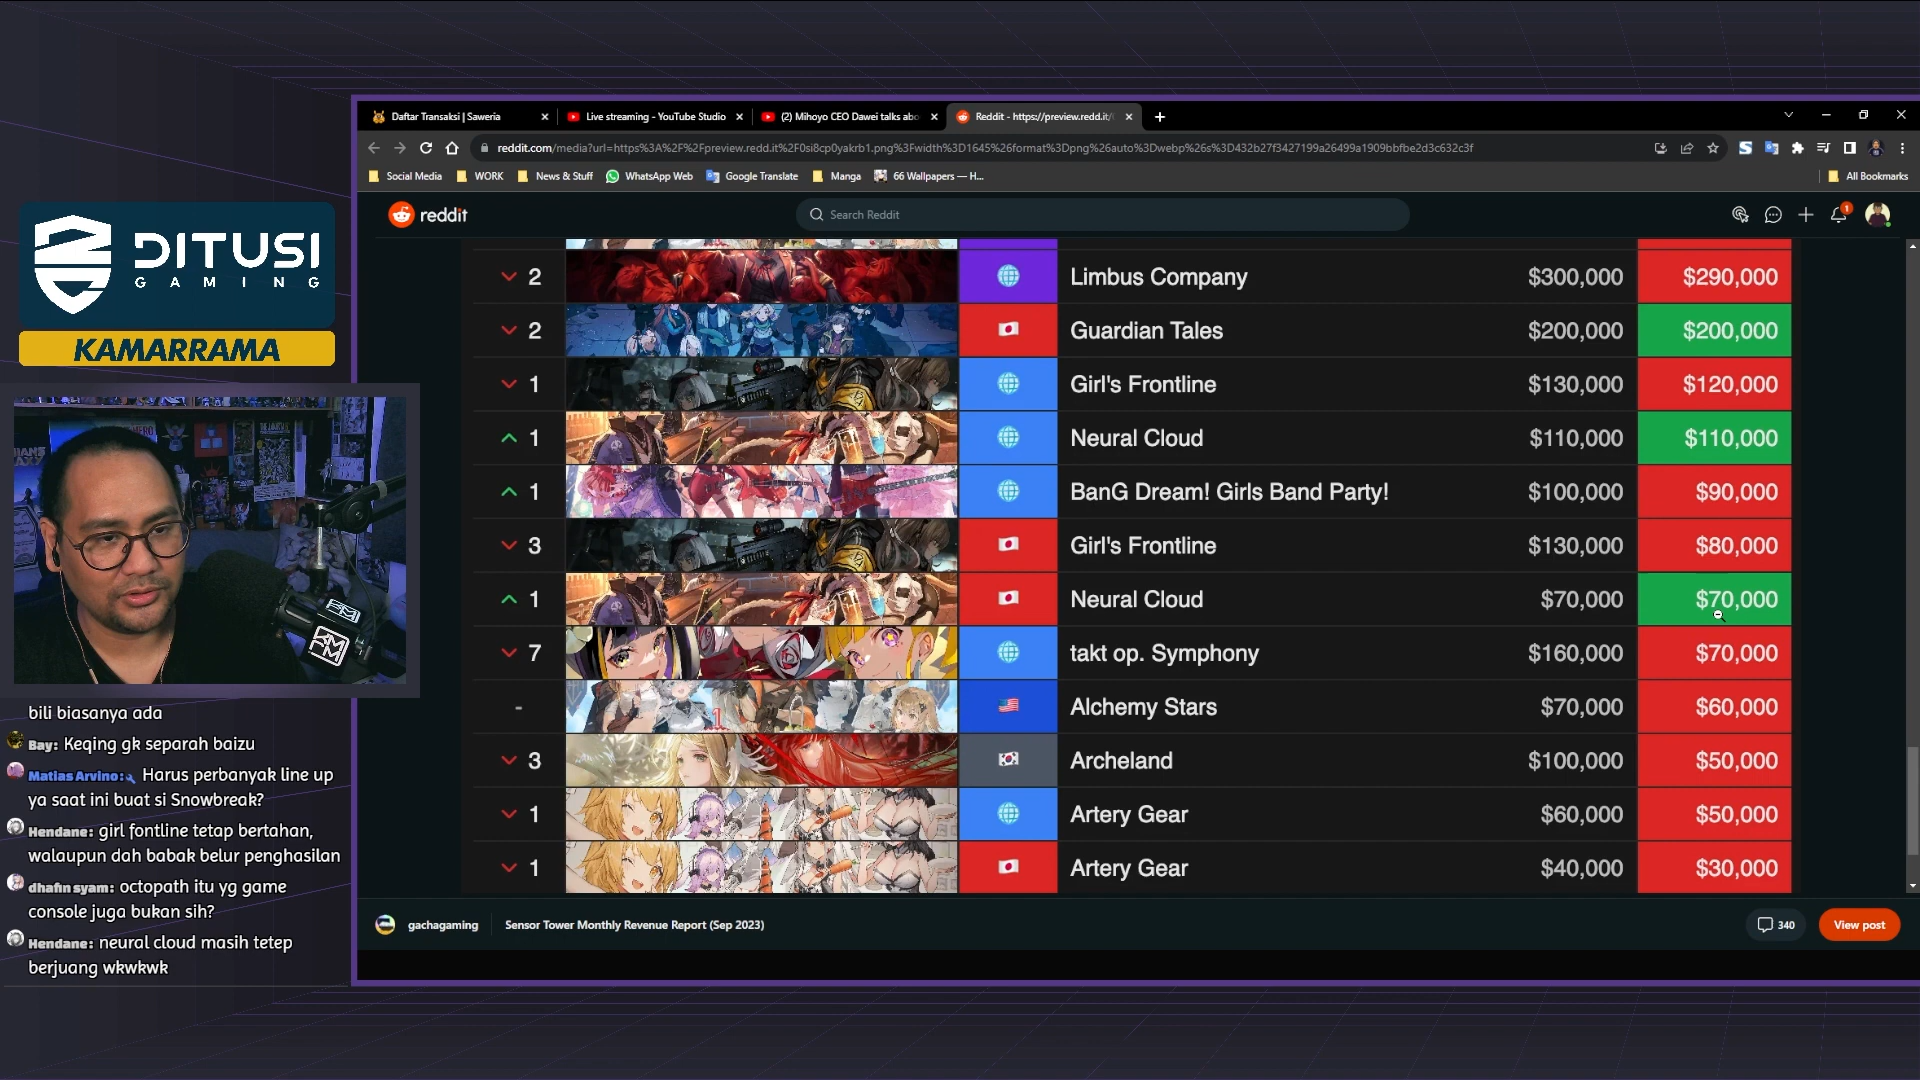 DITUSI
GAMING
KAMARRAMA
Daftar Transaksi | Saweria
Live streaming - YouTube Studio
(2) Mihoyo CEO Dawei talks abo
Reddit - https://preview.redd.it/
reddit.com/media?url=https%3A%2F%2Fpreview.redd.it%2F0si8cp0yakrb1.png%3Fwidth%3D1645%26format%3Dpng%26auto%3Dwebp%26s%3D432b27f3427199a26499a1909bbfbe2d3c632c3f
Social Media
WORK
News & Stuff
WhatsApp Web
Google Translate
Manga
66 Wallpapers — H...
All Bookmarks
reddit
Search Reddit
1
2 Limbus Company $300,000 $290,000
2 Guardian Tales $200,000 $200,000
1 Girl's Frontline $130,000 $120,000
1 Neural Cloud $110,000 $110,000
1 BanG Dream! Girls Band Party! $100,000 $90,000
3 Girl's Frontline $130,000 $80,000
1 Neural Cloud $70,000 $70,000
7 takt op. Symphony $160,000 $70,000
- Alchemy Stars $70,000 $60,000
3 Archeland $100,000 $50,000
1 Artery Gear $60,000 $50,000
1 Artery Gear $40,000 $30,000
gachagaming
Sensor Tower Monthly Revenue Report (Sep 2023)
340
View post
bili biasanya ada
Bay: Keqing gk separah baizu
Matias Arvino: Harus perbanyak line up
ya saat ini buat si Snowbreak?
Hendane: girl fontline tetap bertahan,
walaupun dah babak belur penghasilan
dhafin syam: octopath itu yg game
console juga bukan sih?
Hendane: neural cloud masih tetep
berjuang wkwkwk